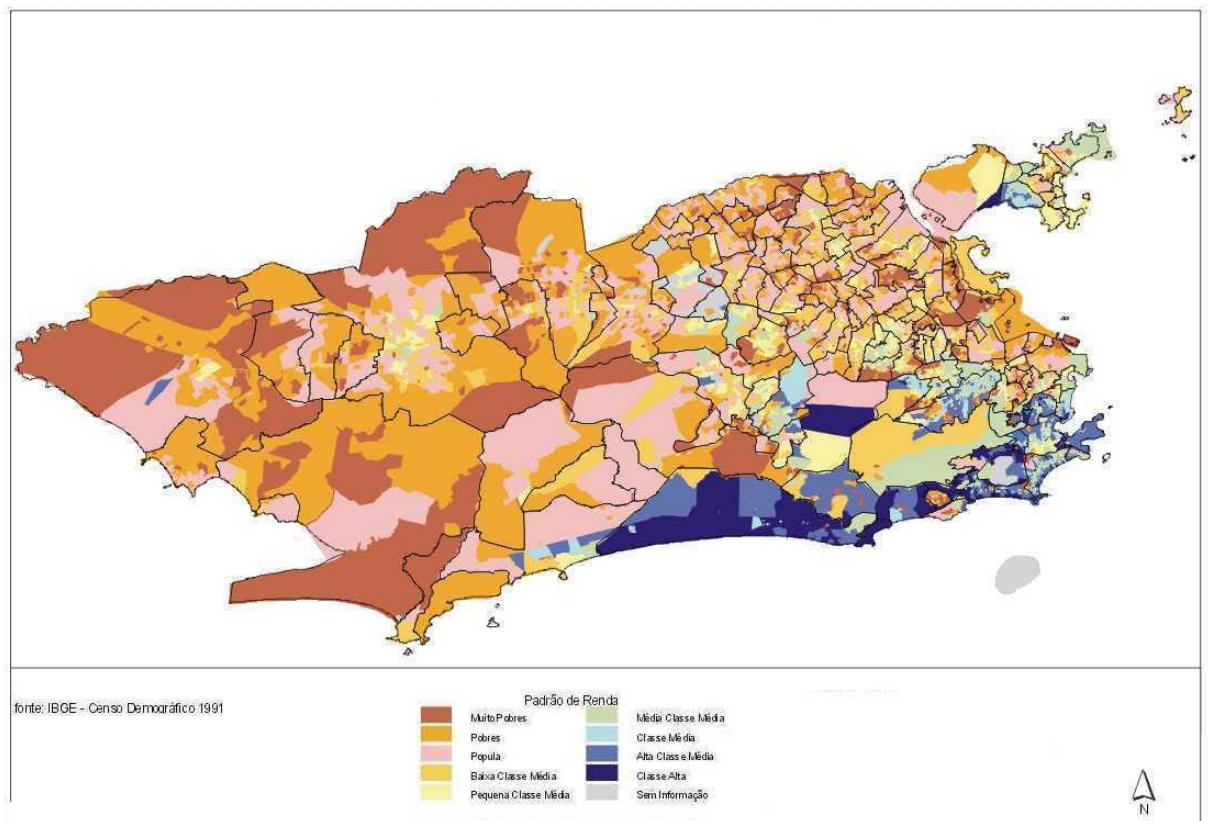 fonte: IBGE - Censo Demográfico 1991
Padrão de Renda
Muito Pobres
Pobres
Popula
Baixa Classe Média
Pequena Classe Média
Média Classe Média
Classe Média
Alta Classe Média
Classe Alta
Sem Informação
N